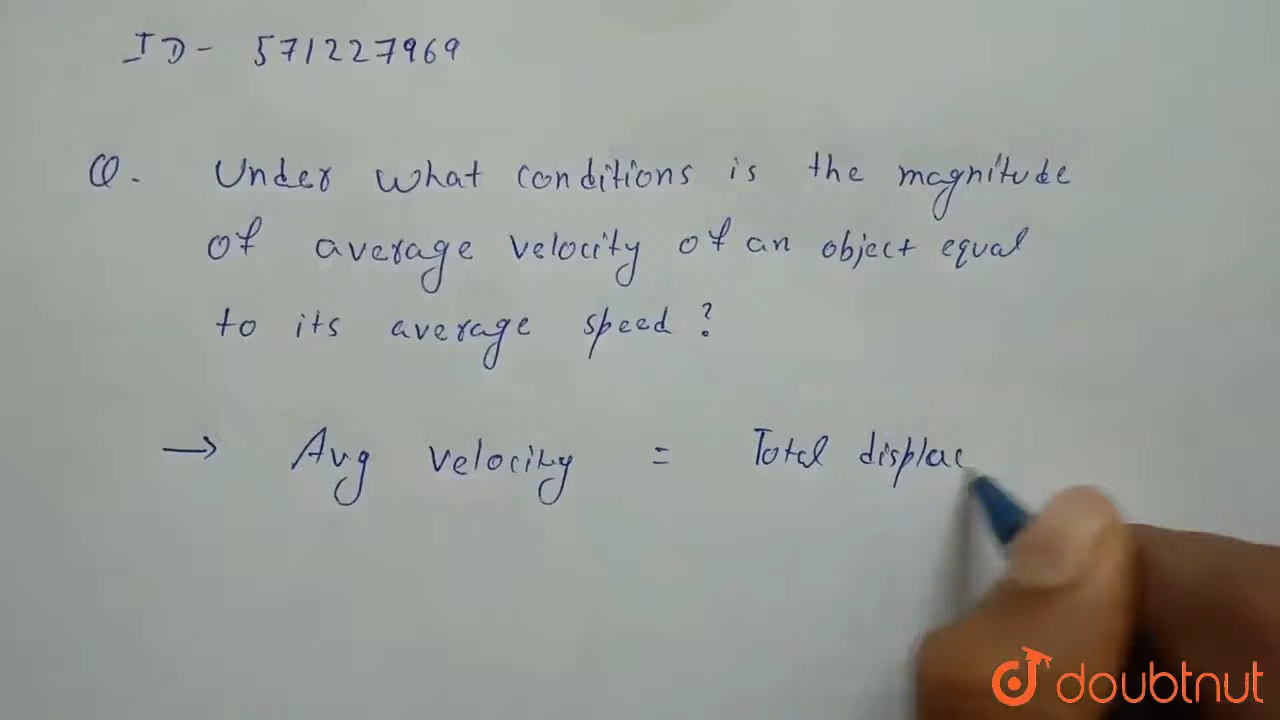 ID- 571227969
Q. Under what conditions is the magnitude
of average velocity of an object equal
to its average speed ?
→ Avg velocity = Total displac
doubtnut